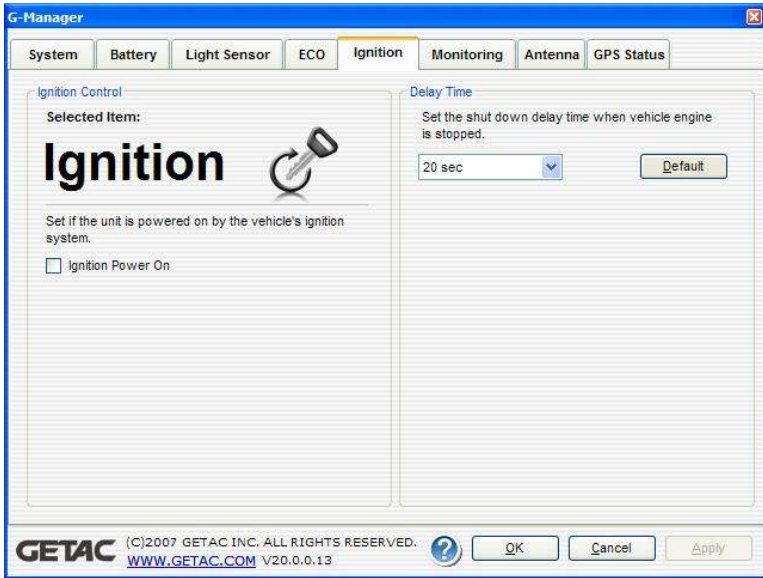 G-Manager
System Battery Light Sensor ECO Ignition Monitoring Antenna GPS Status
Ignition Control
Selected Item:
Ignition
Set if the unit is powered on by the vehicle's ignition
system.
Ignition Power On
Delay Time
Set the shut down delay time when vehicle engine
is stopped.
20 sec Default
GETAC (C)2007 GETAC INC. ALL RIGHTS RESERVED.
WWW.GETAC.COM V20.0.0.13
? OK Cancel Apply